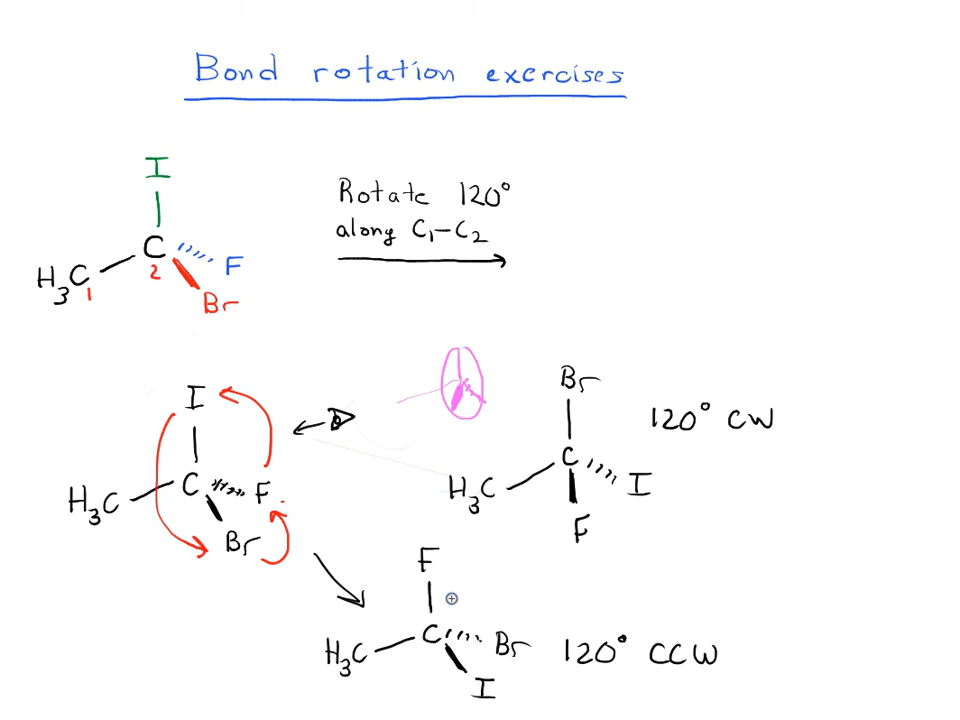 Bond rotation exercises
I
C
2
F
H3C
1
Br
Rotate 120°
along C1–C2
I
H3C
C
F
Br
Br
C
H3C
I
F
120° CW
F
H3C
C
Br
I
120° CCW